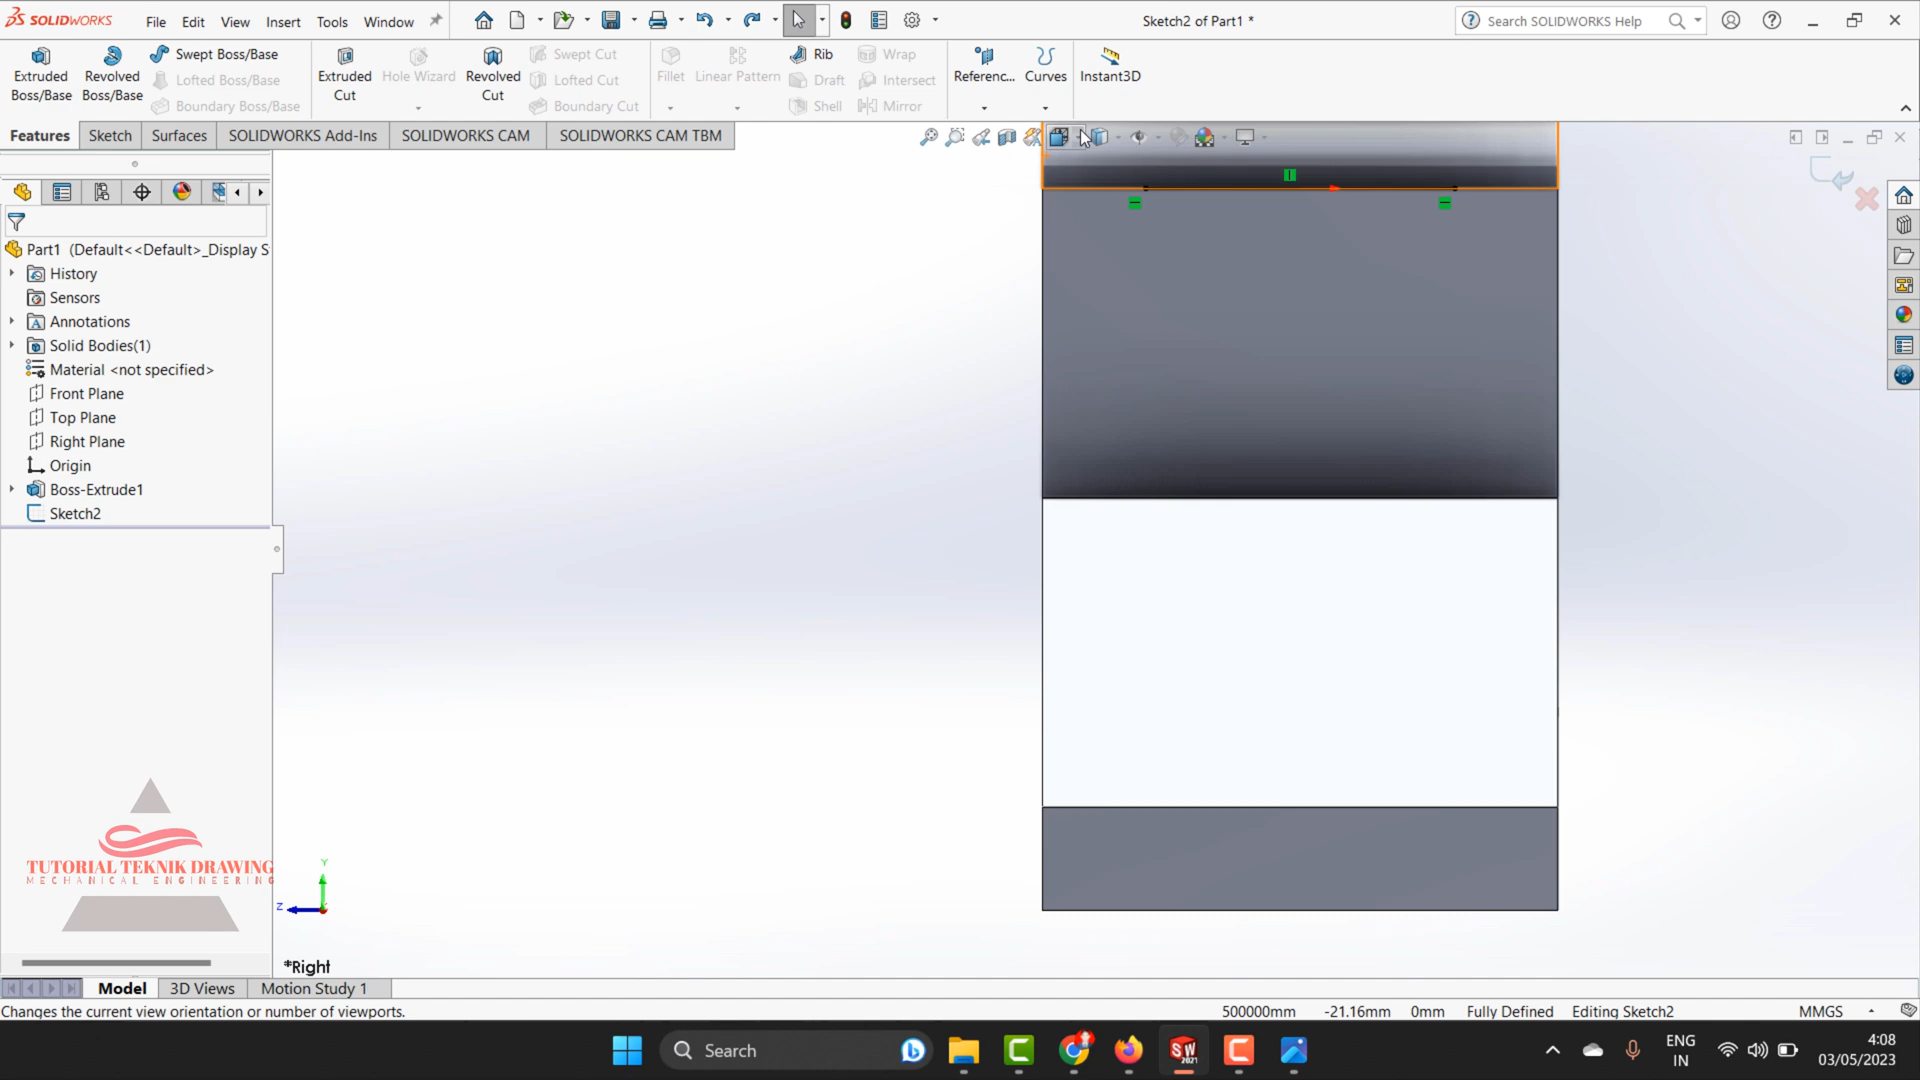 SOLIDWORKS File Edit View Insert Tools Window Sketch2 of Part1 * Search SOLIDWORKS Help
Extruded Boss/Base
Revolved Boss/Base
Swept Boss/Base
Lofted Boss/Base
Boundary Boss/Base
Extruded Cut
Hole Wizard
Revolved Cut
Swept Cut
Lofted Cut
Boundary Cut
Fillet
Linear Pattern
Rib
Draft
Shell
Wrap
Intersect
Mirror
Referenc...
Curves
Instant3D
Features Sketch Surfaces SOLIDWORKS Add-Ins SOLIDWORKS CAM SOLIDWORKS CAM TBM
Part1 (Default<<Default>_Display S
History
Sensors
Annotations
Solid Bodies(1)
Material <not specified>
Front Plane
Top Plane
Right Plane
Origin
Boss-Extrude1
Sketch2
TUTORIAL TEKNIK DRAWING
MECHANICAL ENGINEERING
Y
Z
*Right
Model 3D Views Motion Study 1
Changes the current view orientation or number of viewports. 500000mm -21.16mm 0mm Fully Defined Editing Sketch2 MMGS
Search
SW
2021
ENG
IN
4:08
03/05/2023